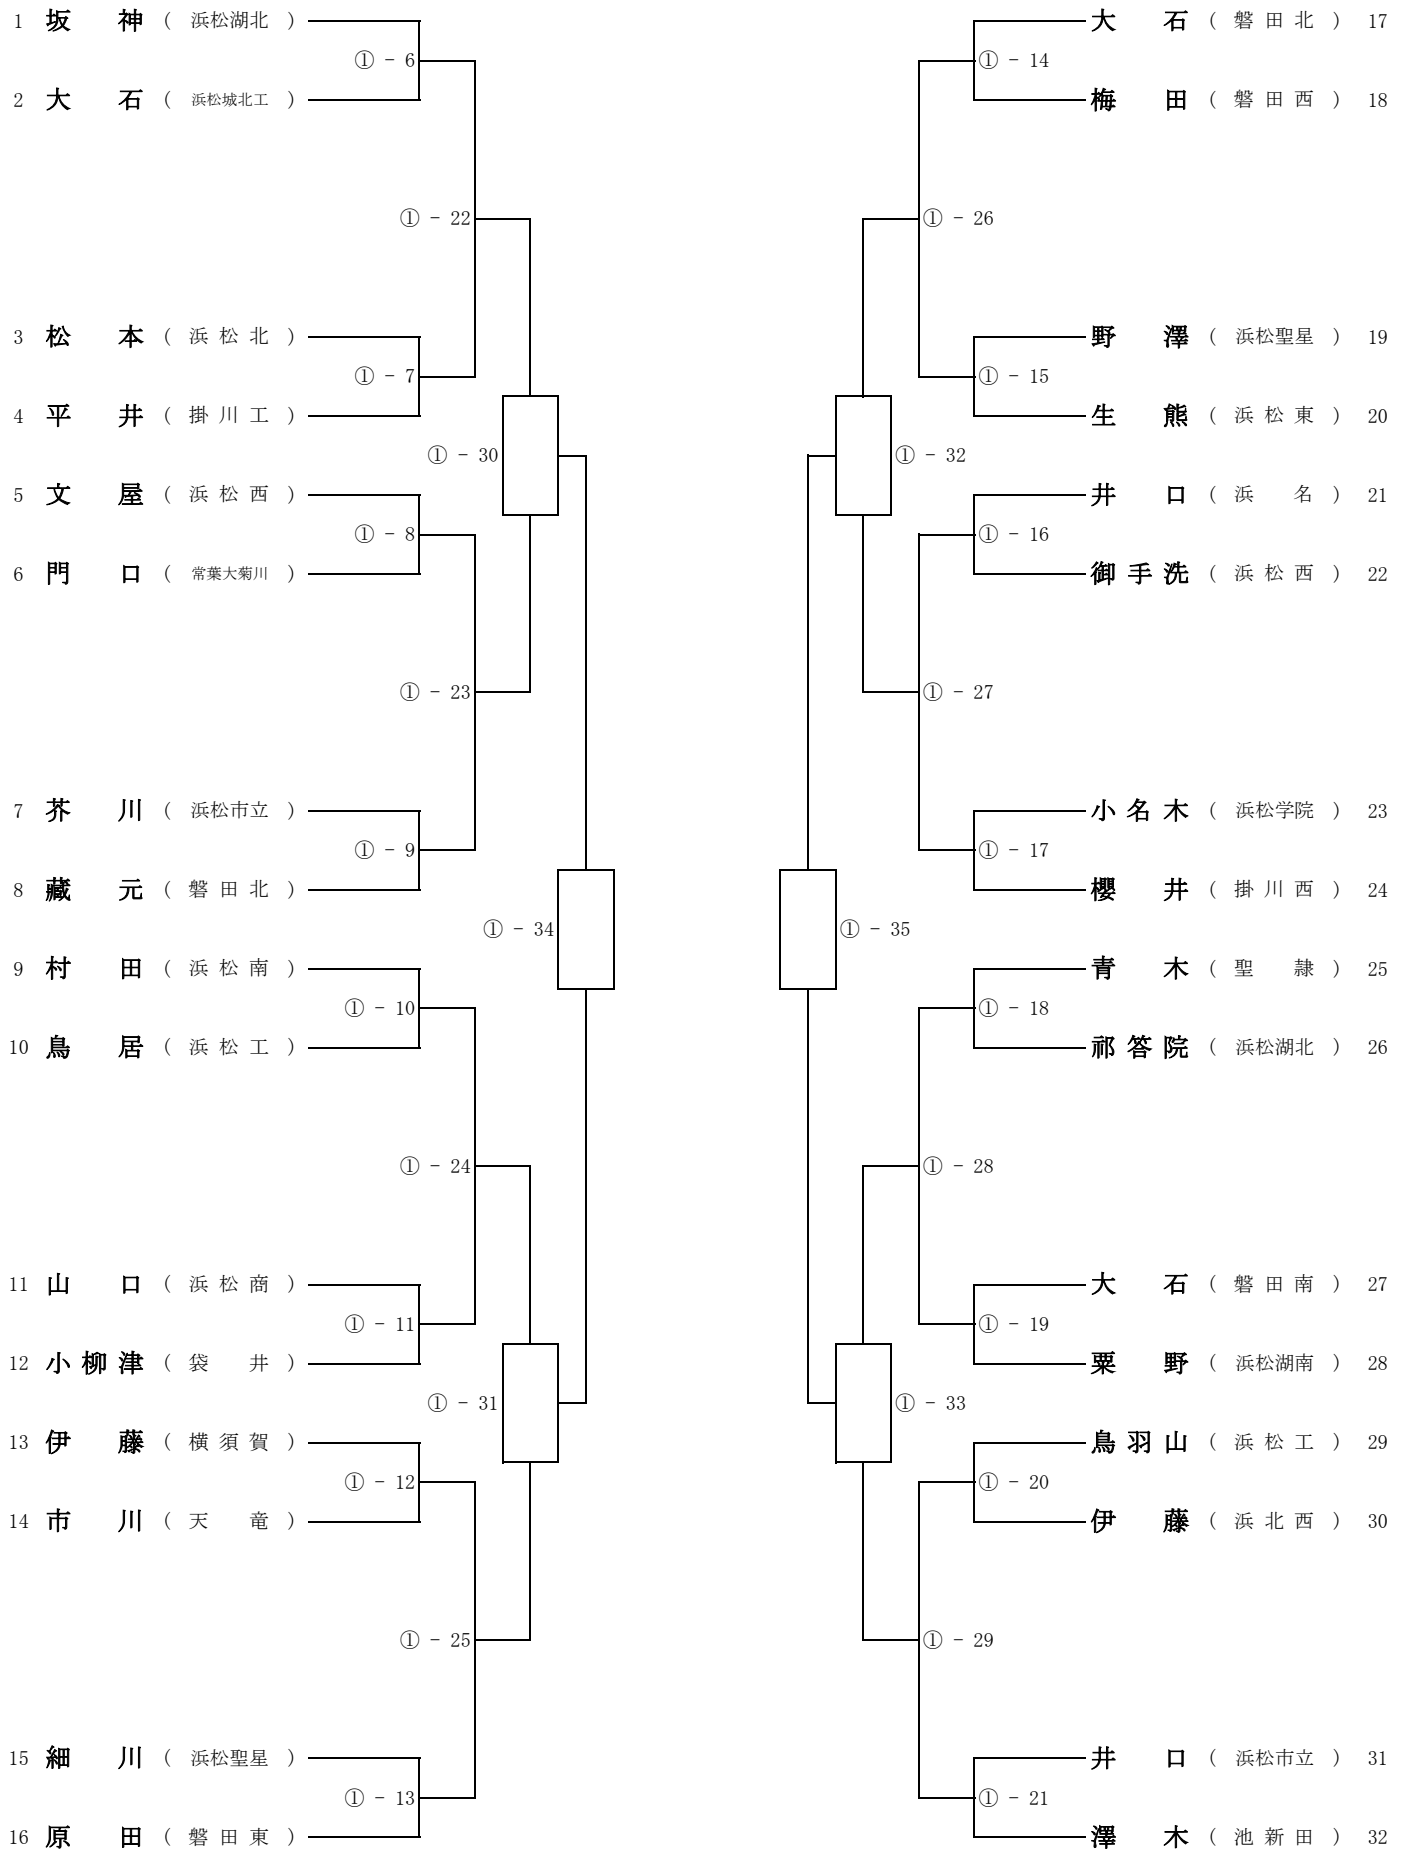 1 坂神 ( 浜松湖北 )
① - 6
2 大石 ( 浜松城北工 )
① - 22
3 松本 ( 浜松北 )
① - 7
4 平井 ( 掛川工 )
① - 30
5 文屋 ( 浜松西 )
① - 8
6 門口 ( 常葉大菊川 )
① - 23
7 芥川 ( 浜松市立 )
① - 9
8 藏元 ( 磐田北 )
① - 34
9 村田 ( 浜松南 )
① - 10
10 鳥居 ( 浜松工 )
① - 24
11 山口 ( 浜松商 )
① - 11
12 小柳津 ( 袋井 )
① - 31
13 伊藤 ( 横須賀 )
① - 12
14 市川 ( 天竜 )
① - 25
15 細川 ( 浜松聖星 )
① - 13
16 原田 ( 磐田東 )
大石 ( 磐田北 ) 17
① - 14
梅田 ( 磐田西 ) 18
① - 26
野澤 ( 浜松聖星 ) 19
① - 15
生熊 ( 浜松東 ) 20
① - 32
井口 ( 浜名 ) 21
① - 16
御手洗 ( 浜松西 ) 22
① - 27
小名木 ( 浜松学院 ) 23
① - 17
櫻井 ( 掛川西 ) 24
① - 35
青木 ( 聖隷 ) 25
① - 18
祁答院 ( 浜松湖北 ) 26
① - 28
大石 ( 磐田南 ) 27
① - 19
粟野 ( 浜松湖南 ) 28
① - 33
鳥羽山 ( 浜松工 ) 29
① - 20
伊藤 ( 浜北西 ) 30
① - 29
井口 ( 浜松市立 ) 31
① - 21
澤木 ( 池新田 ) 32